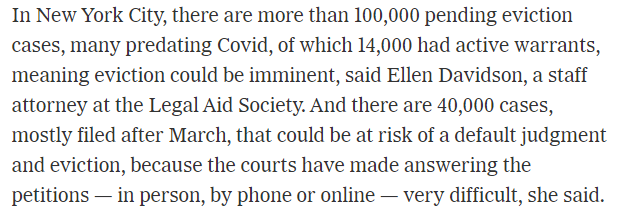 In New York City, there are more than 100,000 pending eviction
cases, many predating Covid, of which 14,000 had active warrants,
meaning eviction could be imminent, said Ellen Davidson, a staff
attorney at the Legal Aid Society. And there are 40,000 cases,
mostly filed after March, that could be at risk of a default judgment
and eviction, because the courts have made answering the
petitions — in person, by phone or online — very difficult, she said.